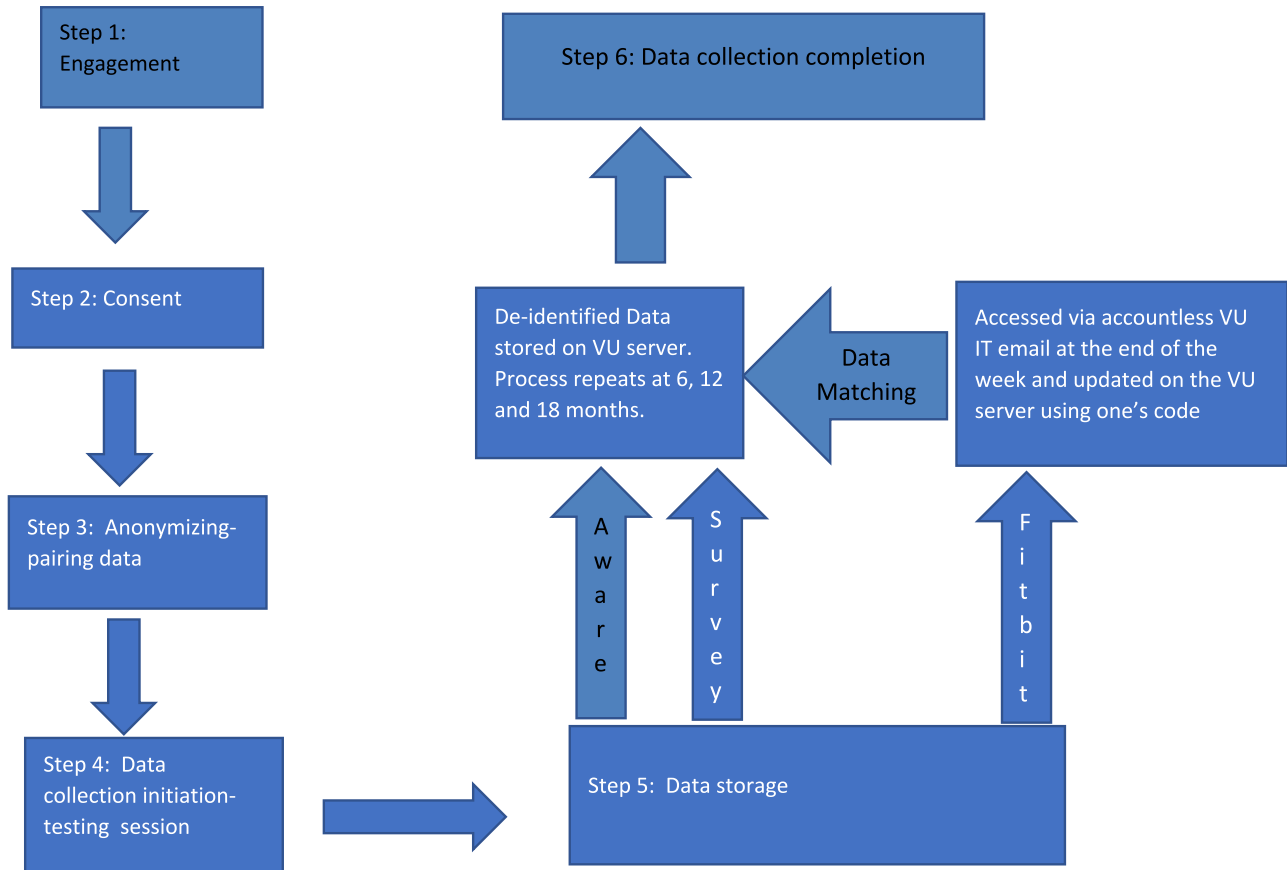 Step 1:
Engagement
Step 2: Consent
Step 3:  Anonymizing-
pairing data
Step 4:  Data
collection initiation-
testing  session
Step 5:  Data storage
Aware
Survey
Fitbit
Accessed via accountless VU
IT email at the end of the
week and updated on the VU
server using one’s code
Data
Matching
De-identified Data
stored on VU server.
Process repeats at 6, 12
and 18 months.
Step 6: Data collection completion